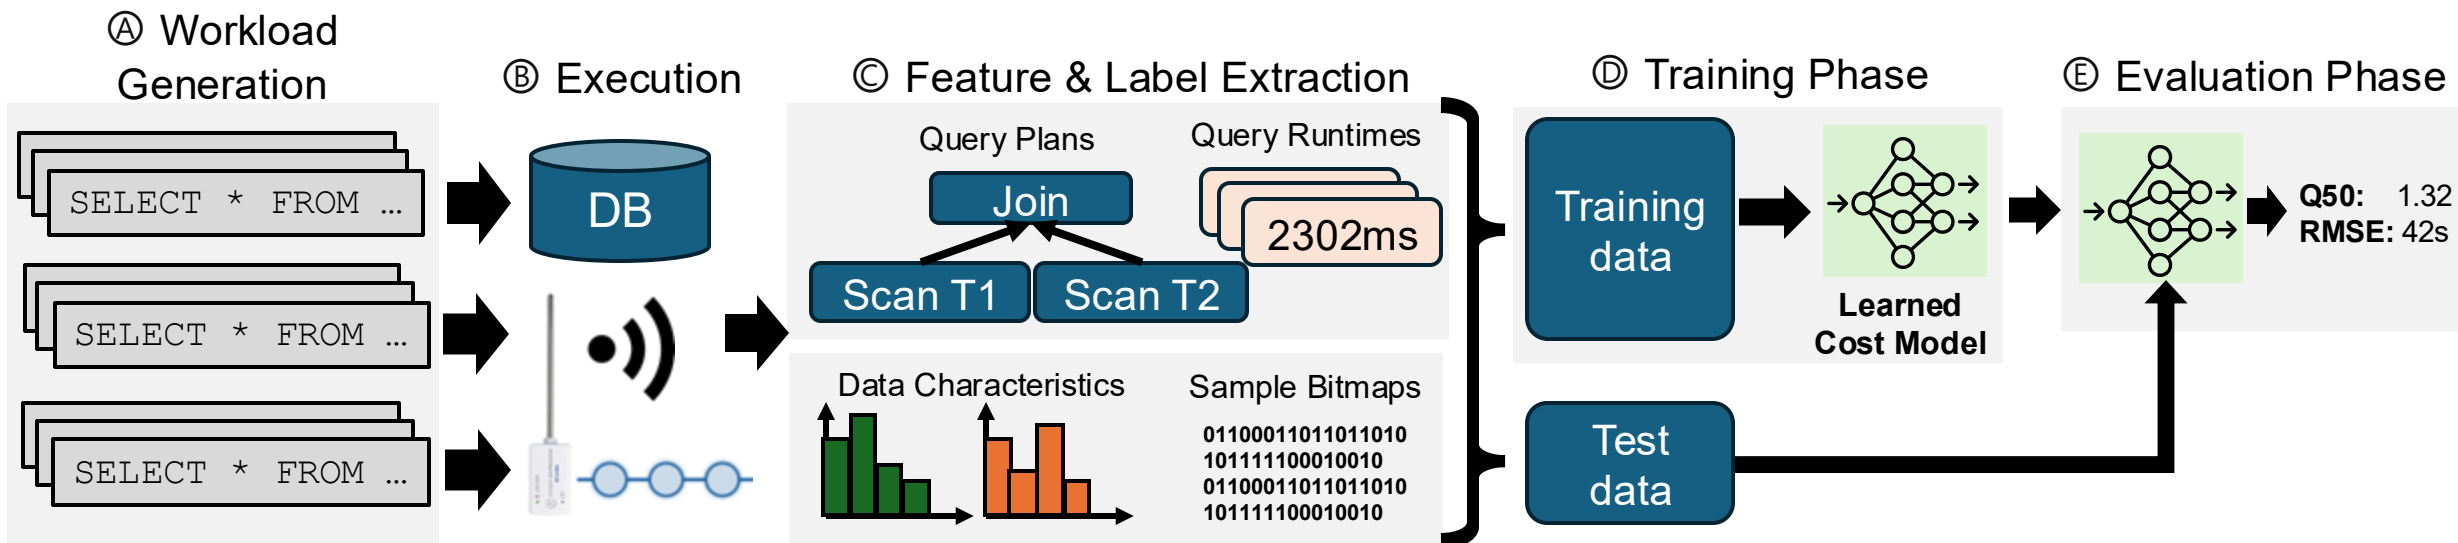 Ⓐ Workload
Generation
SELECT * FROM …
SELECT * FROM …
SELECT * FROM …
Ⓑ Execution
DB
Ⓒ Feature & Label Extraction
Query Plans
Join
Scan T1
Scan T2
Query Runtimes
2302ms
Data Characteristics
Sample Bitmaps
01100011011011010
101111100010010
01100011011011010
101111100010010
Ⓓ Training Phase
Training
data
Learned
Cost Model
Test
data
Ⓔ Evaluation Phase
Q50: 1.32
RMSE: 42s